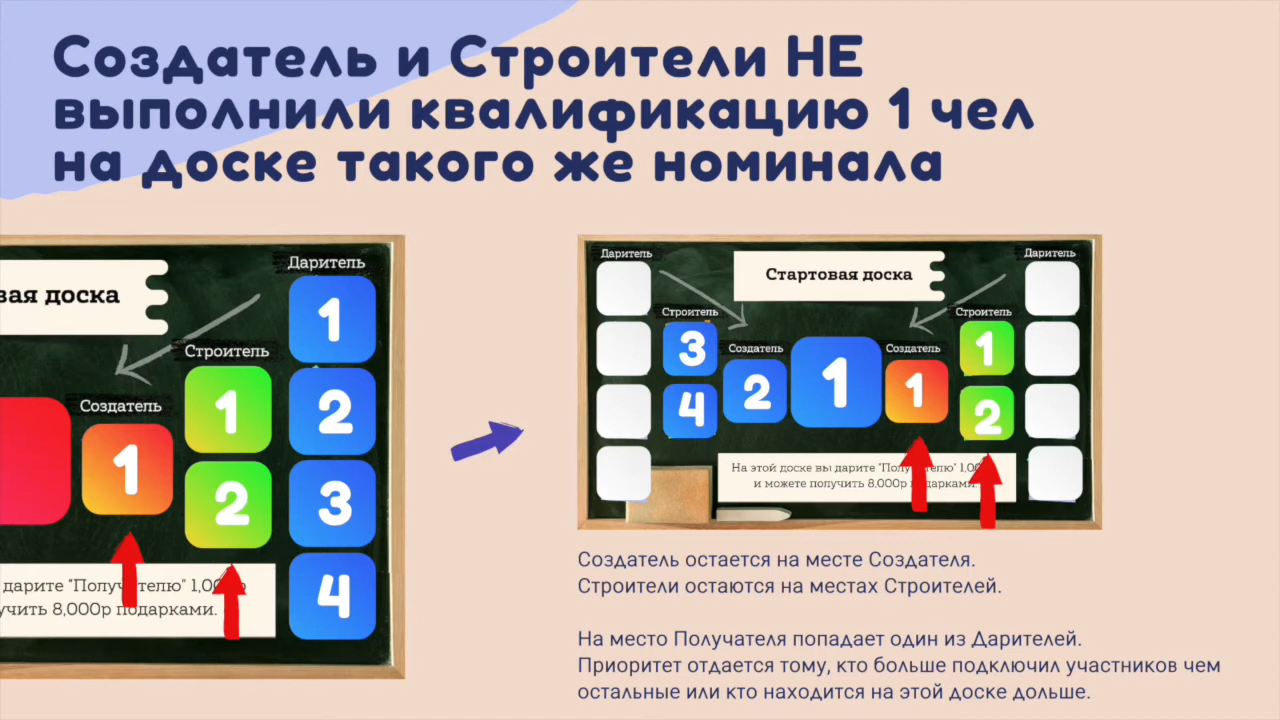 Создатель и Строители НЕ
выполнили квалификацию 1 чел
на доске такого же номинала
Даритель
вая доска
1
Строитель
1
2
Создатель
1
2
3
4
дарите "Получателю" 1,00
учить 8,000р подарками.
Даритель
Даритель
Стартовая доска
Строитель
Строитель
3
Создатель
1
Создатель
1
4
2
1
2
На этой доске вы дарите "Получателю" 1,00
и можете получить 8,000р подарками.
Создатель остается на месте Создателя.
Строители остаются на местах Строителей.
На место Получателя попадает один из Дарителей.
Приоритет отдается тому, кто больше подключил участников чем
остальные или кто находится на этой доске дольше.